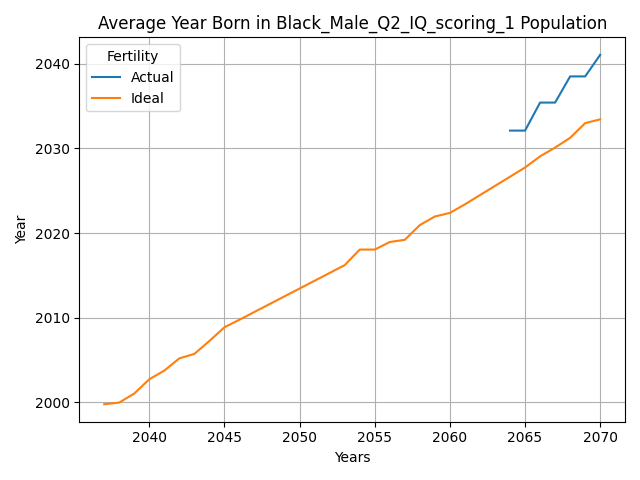 Average Year Born in Black_Male_Q2_IQ_scoring_1 Population
Fertility
Actual
Ideal
2040
2030
2020
2010
2000
Year
2040 2045 2050 2055 2060 2065 2070
Years